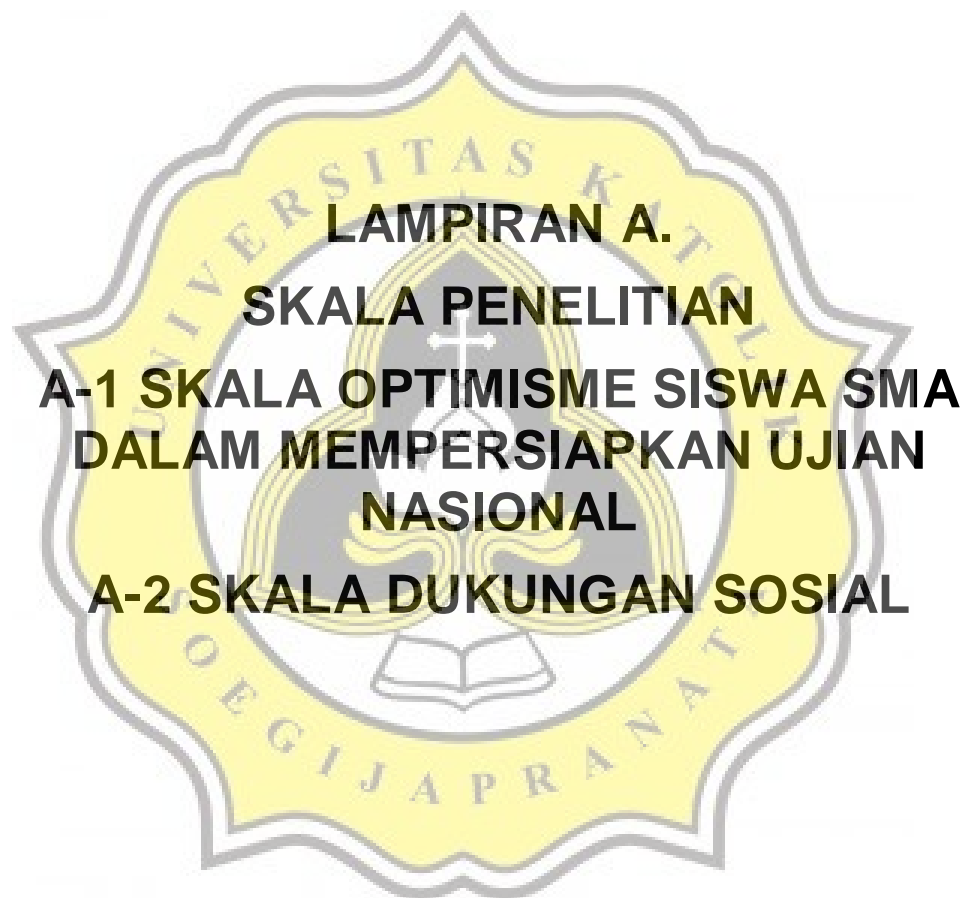 LAMPIRAN A.
SKALA PENELITIAN
A-1 SKALA OPTIMISME SISWA SMA
DALAM MEMPERSIAPKAN UJIAN
NASIONAL
A-2 SKALA DUKUNGAN SOSIAL
UNIVERSITAS KATOLIK
SOEGIJAPRANATA